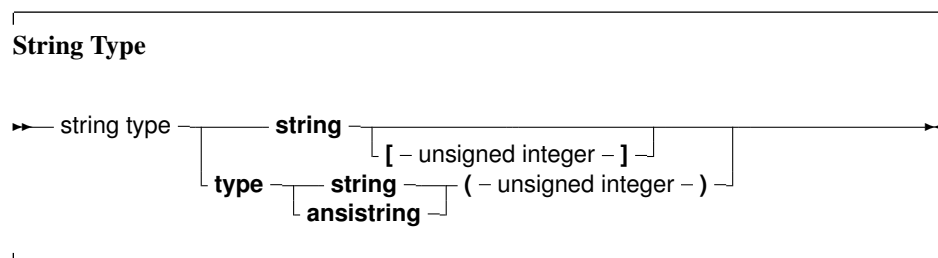 String Type
string type string
[ unsigned integer ]
type string ( unsigned integer )
ansistring